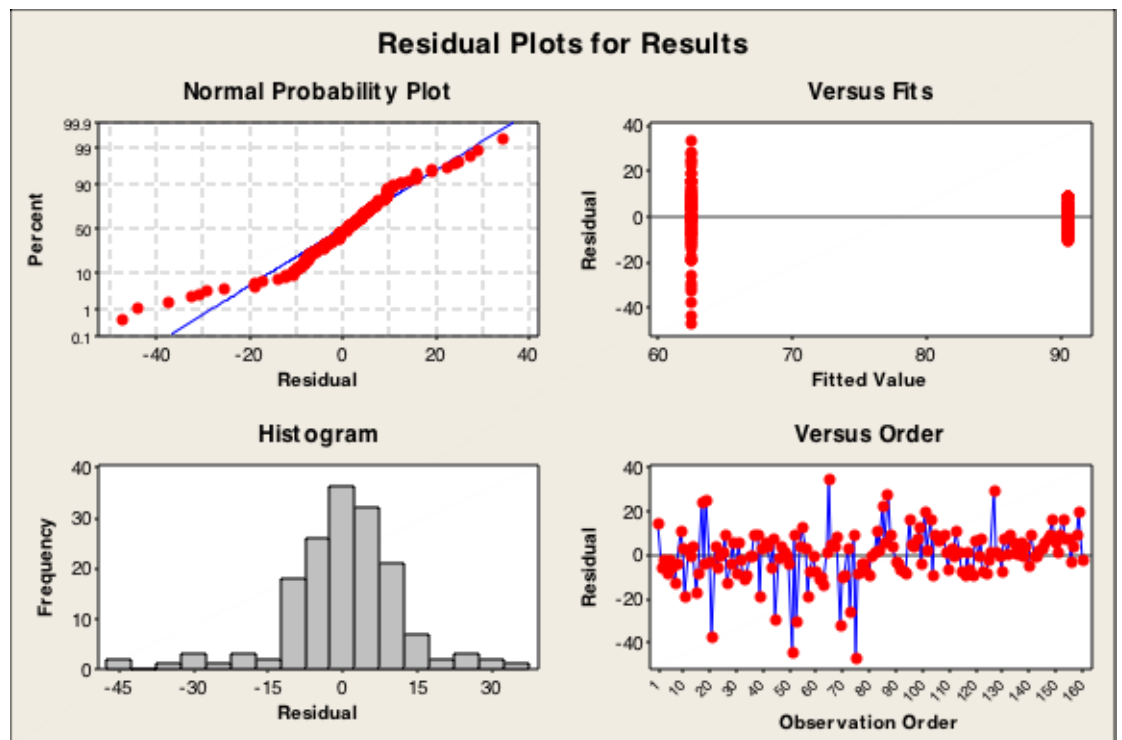 Residual Plots for Results
Normal Probability Plot
99.9
99
90
50
10
1
0.1
Percent
-40 -20 0 20 40
Residual
Versus Fits
40
20
0
-20
-40
Residual
60 70 80 90
Fitted Value
Histogram
40
30
20
10
0
Frequency
-45 -30 -15 0 15 30
Residual
Versus Order
40
20
0
-20
-40
Residual
1 10 20 30 40 50 60 70 80 90 100 110 120 130 140 150 160
Observation Order